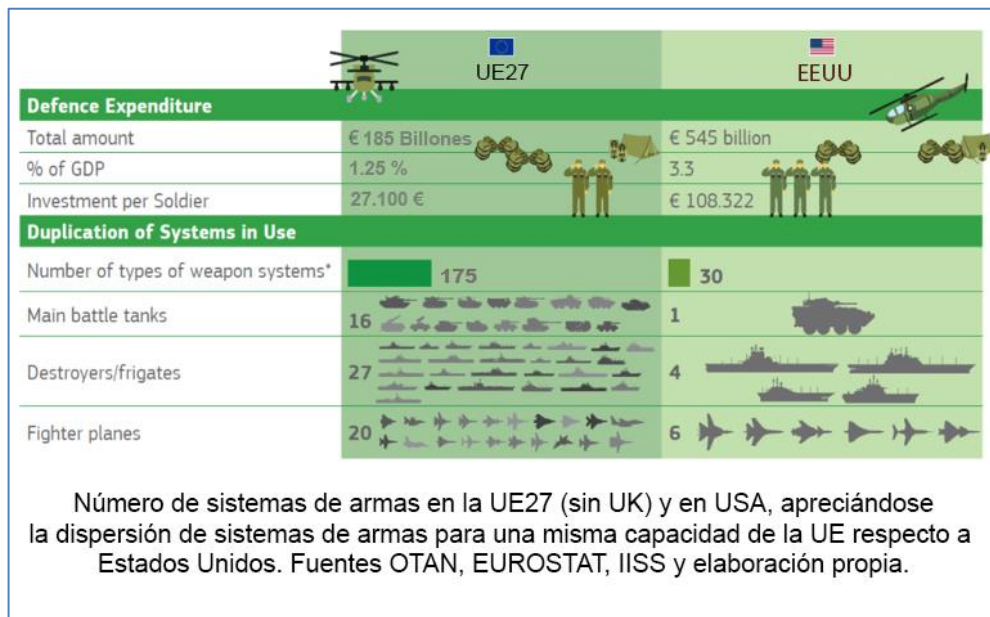 UE27 EEUU
Defence Expenditure
Total amount € 185 Billones € 545 billion
% of GDP 1.25 % 3.3
Investment per Soldier 27.100 € € 108.322
Duplication of Systems in Use
Number of types of weapon systems* 175 30
Main battle tanks 16 1
Destroyers/frigates 27 4
Fighter planes 20 6
Número de sistemas de armas en la UE27 (sin UK) y en USA, apreciándose
la dispersión de sistemas de armas para una misma capacidad de la UE respecto a
Estados Unidos. Fuentes OTAN, EUROSTAT, IISS y elaboración propia.